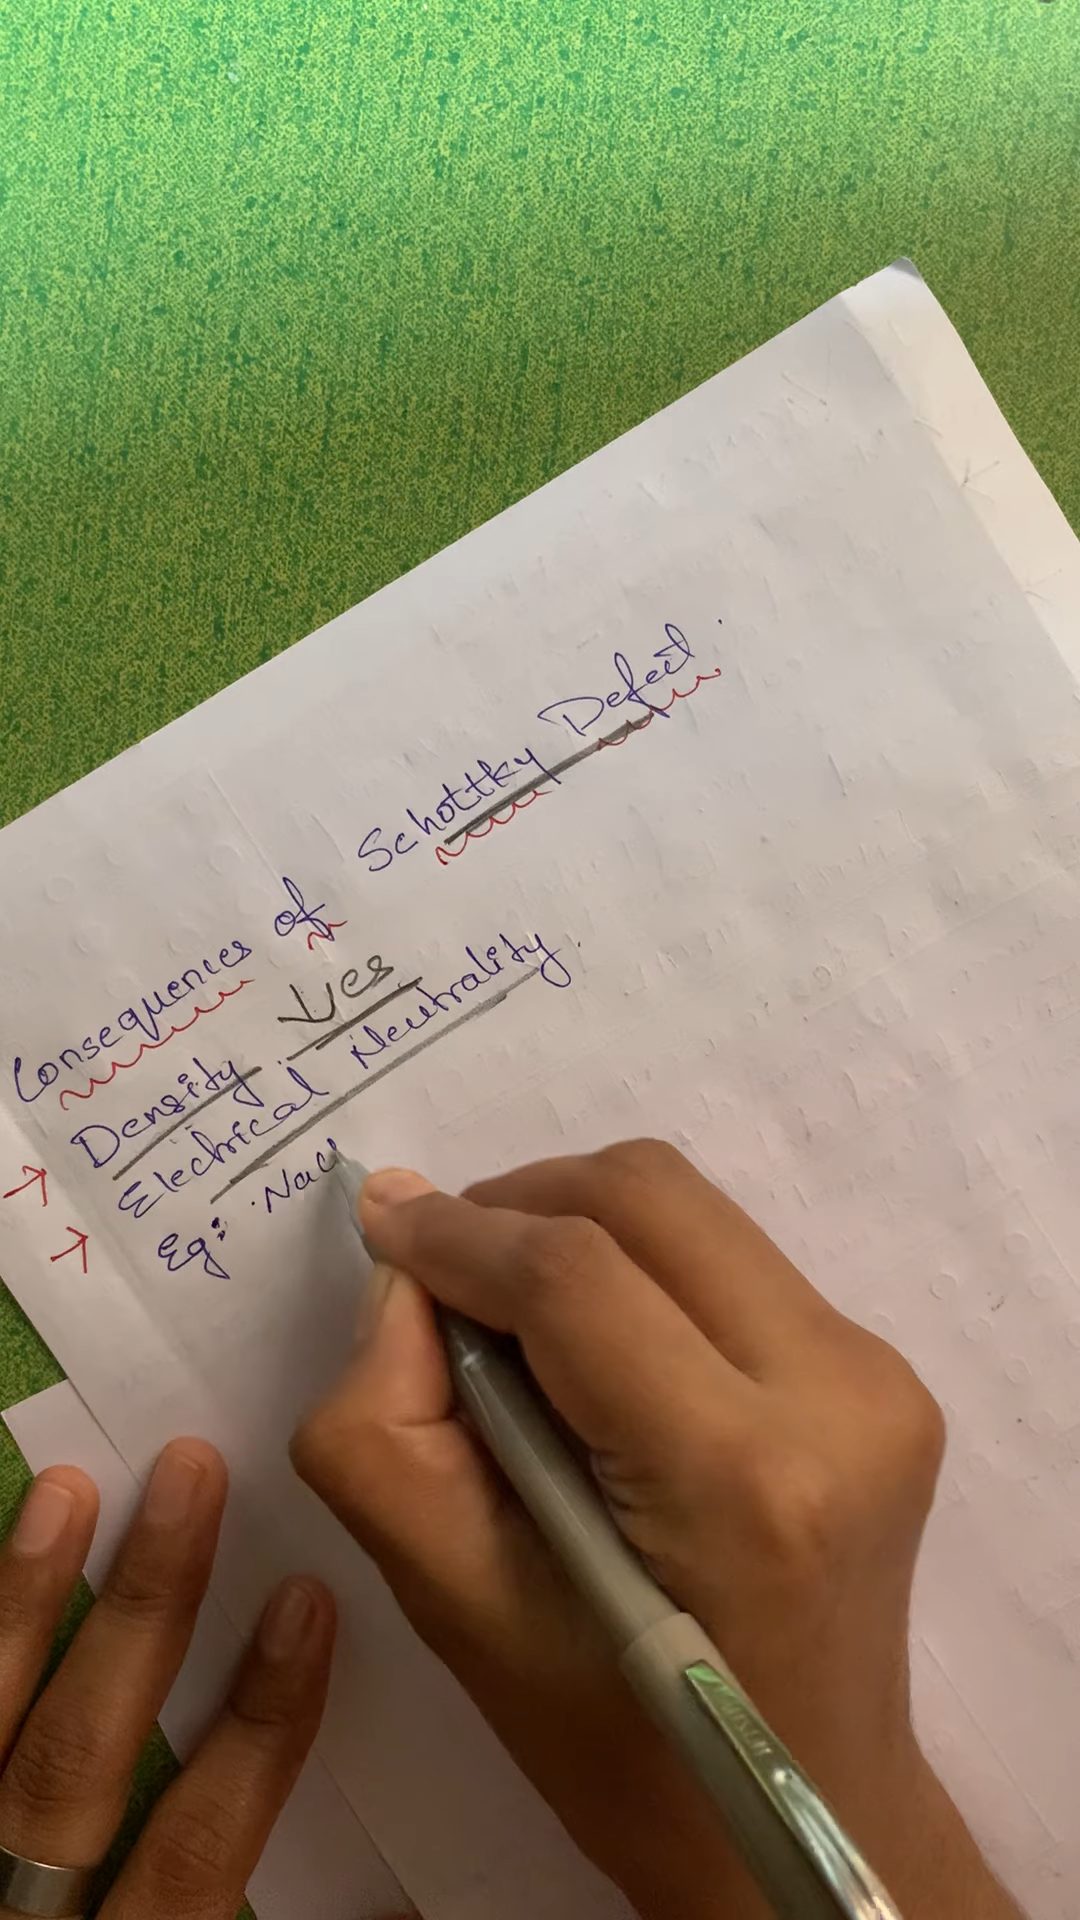 Consequences of Schottky Defect.
→ Density ↓es
→ Electrical Neutrality.
Eg: NaCl